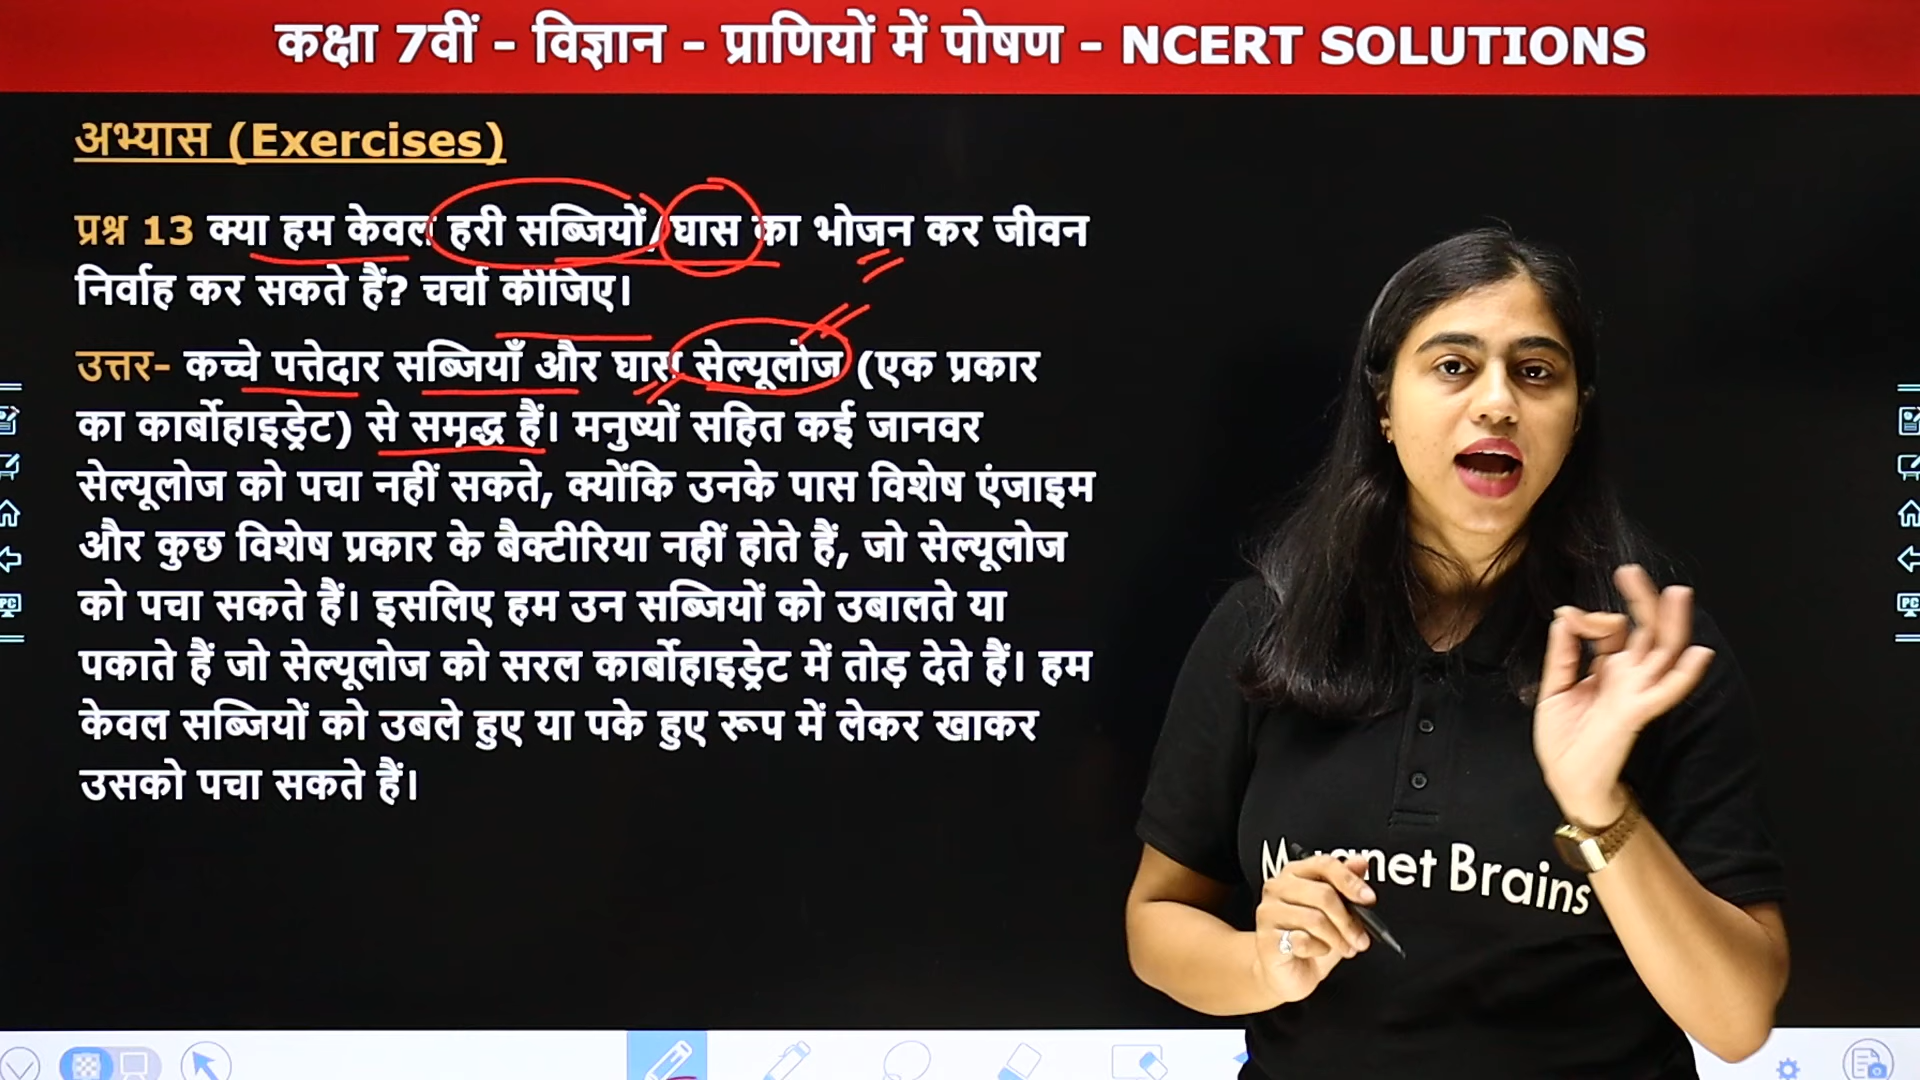 कक्षा 7वीं - विज्ञान - प्राणियों में पोषण - NCERT SOLUTIONS
अभ्यास (Exercises)
प्रश्न 13 क्या हम केवल हरी सब्जियों/घास का भोजन कर जीवन
निर्वाह कर सकते हैं? चर्चा कीजिए।
उत्तर- कच्चे पत्तेदार सब्जियाँ और घास सेल्यूलोज (एक प्रकार
का कार्बोहाइड्रेट) से समृद्ध हैं। मनुष्यों सहित कई जानवर
सेल्यूलोज को पचा नहीं सकते, क्योंकि उनके पास विशेष एंजाइम
और कुछ विशेष प्रकार के बैक्टीरिया नहीं होते हैं, जो सेल्यूलोज
को पचा सकते हैं। इसलिए हम उन सब्जियों को उबालते या
पकाते हैं जो सेल्यूलोज को सरल कार्बोहाइड्रेट में तोड़ देते हैं। हम
केवल सब्जियों को उबले हुए या पके हुए रूप में लेकर खाकर
उसको पचा सकते हैं।
Magnet Brains
PC
PC